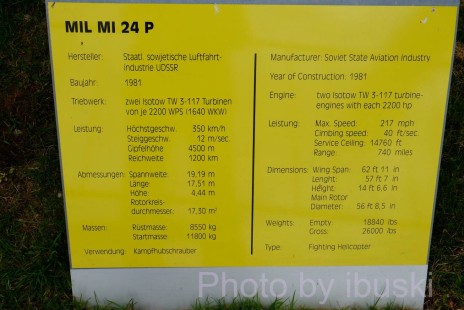 MIL MI 24 P
Hersteller: Staatl. sowjetische Luftfahrt-
industrie UDSSR
Baujahr: 1981
Triebwerk: zwei Isotow TW 3-117 Turbinen
von je 2200 WPS (1640 WKW)
Leistung: Höchstgeschw. 350 km/h
Steiggeschw 12 m/sec.
Gipfelhöhe 4500 m
Reichweite 1200 km
Abmessungen: Spannweite: 19,19 m
Länge: 17,51 m
Höhe: 4,44 m
Rotorkreis-
durchmesser: 17,30 m²
Massen: Rüstmasse: 8550 kg
Startmasse: 11800 kg
Verwendung: Kampfhubschrauber
Manufacturer: Soviet State Aviation Industry
Year of Construction: 1981
Engine: two Isotow TW 3-117 turbine-
engines with each 2200 hp
Leistung: Max. Speed: 217 mph
Climbing speed: 40 ft/sec.
Service Ceiling: 14760 ft
Range: 740 miles
Dimensions: Wing Span: 62 ft 11 in
Lenght: 57 ft 7 in
Height: 14 ft 6.6 in
Main Rotor
Diameter: 56 ft 8.5 in
Weights: Empty: 18840 lbs
Gross: 26000 lbs
Type: Fighting Helicopter
Photo by ibuski